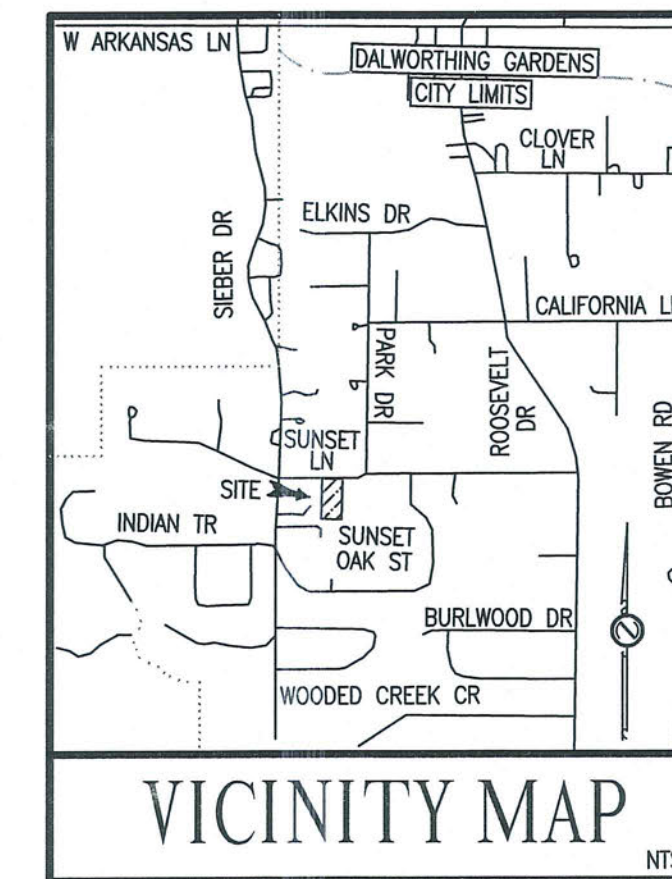 W ARKANSAS LN
DALWORTHING GARDENS
CITY LIMITS
CLOVER
LN
ELKINS DR
SIEBER DR
CALIFORNIA L
PARK DR
ROOSEVELT
DR
BOWEN RD
SUNSET
LN
SITE
INDIAN TR
SUNSET
OAK ST
BURLWOOD DR
WOODED CREEK CR
VICINITY MAP
NTS